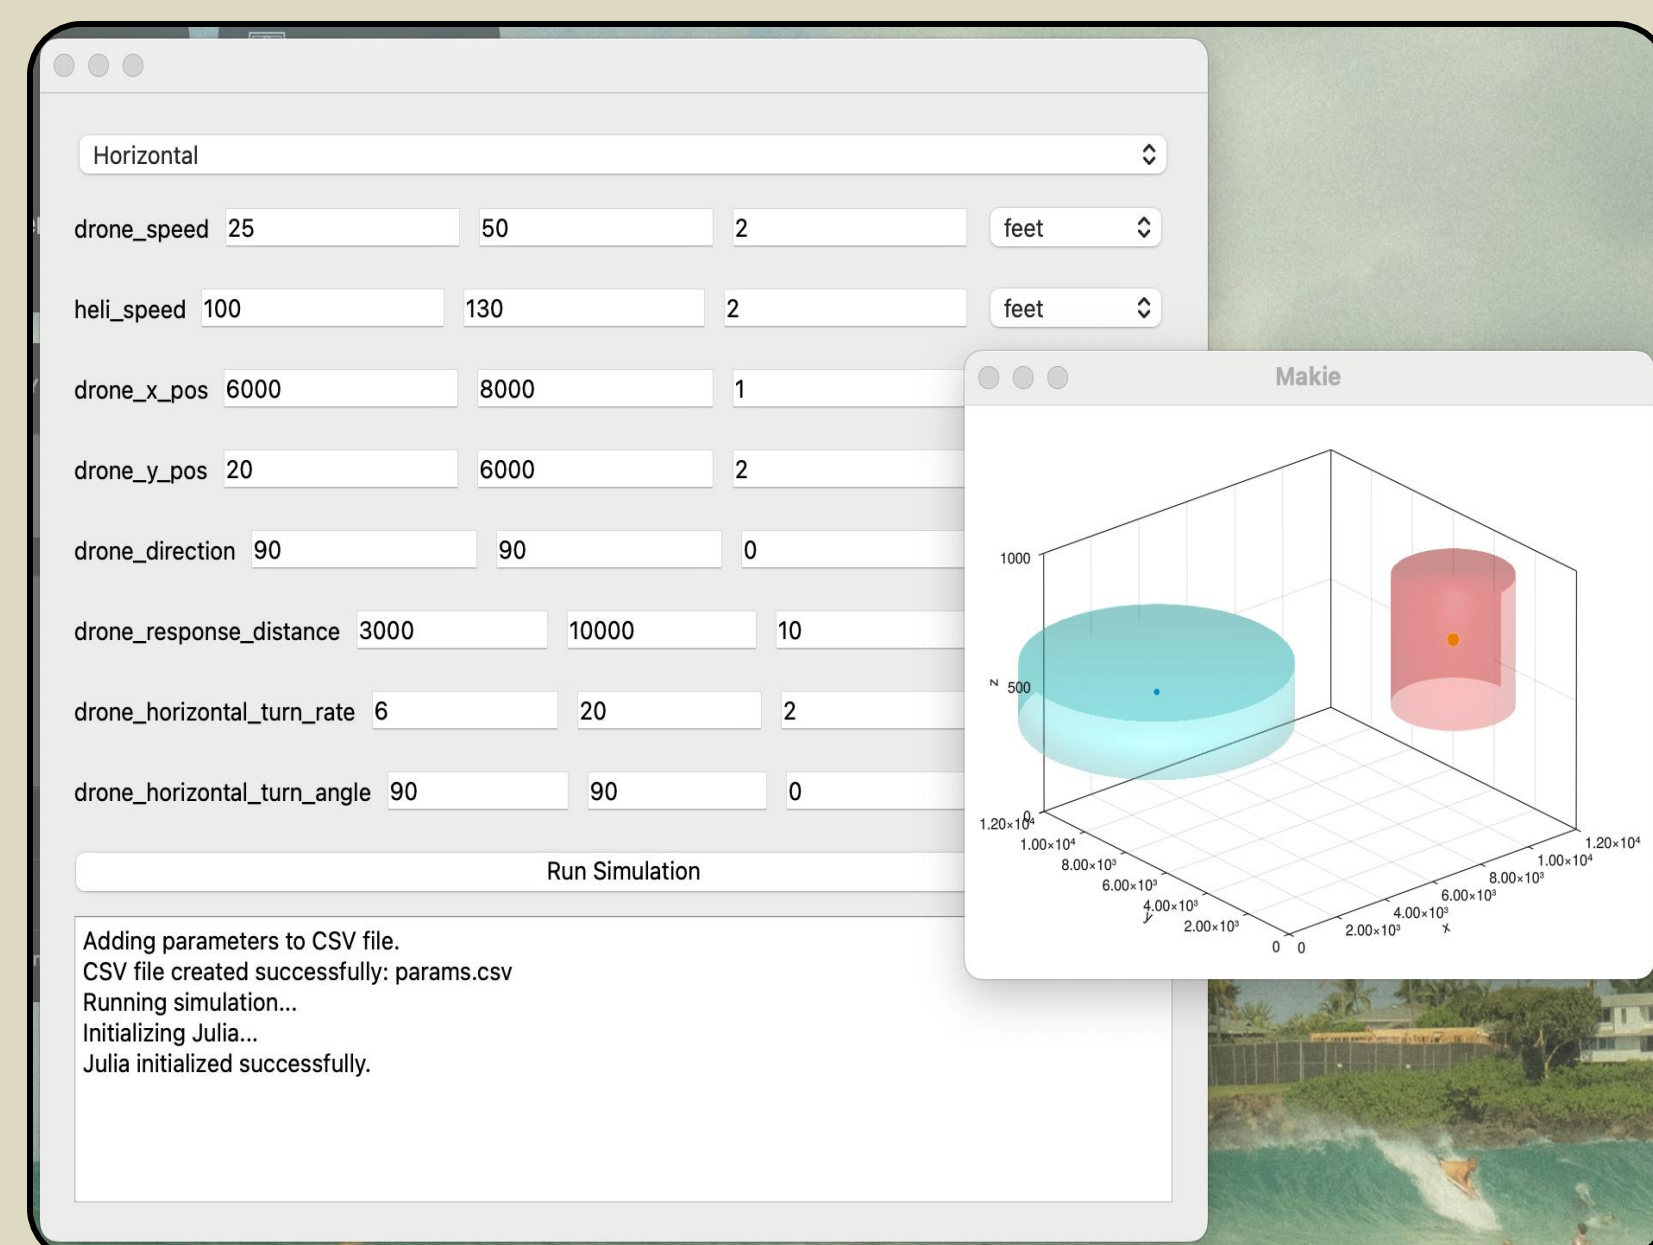 Horizontal
drone_speed 25 50 2 feet
heli_speed 100 130 2 feet
drone_x_pos 6000 8000 1
drone_y_pos 20 6000 2
drone_direction 90 90 0
drone_response_distance 3000 10000 10
drone_horizontal_turn_rate 6 20 2
drone_horizontal_turn_angle 90 90 0
Run Simulation
Adding parameters to CSV file.
CSV file created successfully: params.csv
Running simulation...
Initializing Julia...
Julia initialized successfully.
Makie
1000
z 500
0
1.20×10⁴
1.00×10⁴
8.00×10³
6.00×10³
4.00×10³
y
2.00×10³
0
0
2.00×10³
4.00×10³
x
6.00×10³
8.00×10³
1.00×10⁴
1.20×10⁴